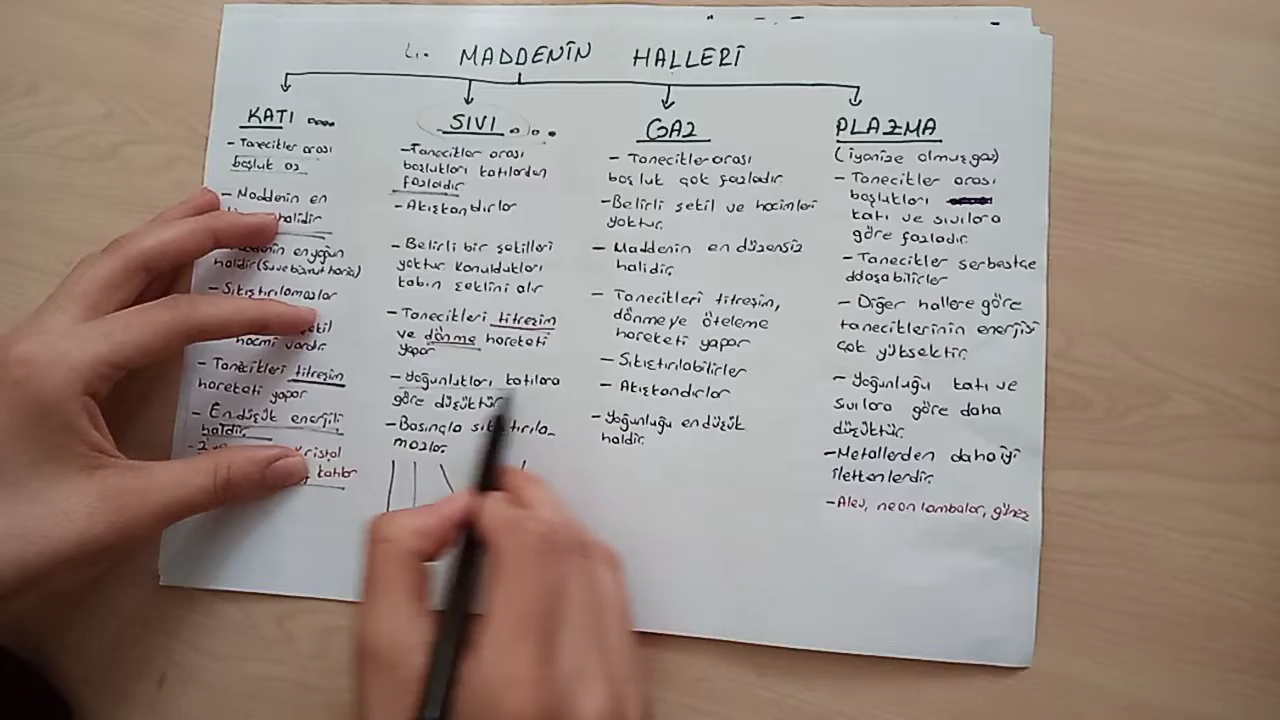 MADDENİN HALLERİ
KATI
- Tanecikler arası
boşluk az
- Maddenin en
halidir
en yoğun
halidir (Su ve bizmut hariç)
- Sıkıştırılamazlar
hacmi vardır.
- Tanecikleri titreşim
hareketi yapar
- En düşük enerjili
haldir.
kristal
SIVI
- Tanecikler arası
boşlukları katılardan
fazladır
- Akışkandırlar
- Belirli bir şekilleri
yoktur konuldukları
kabın şeklini alır
- Tanecikleri titreşim
ve dönme hareketi
yapar
- Yoğunlukları katılara
göre düşüktür
- Basınçla
mazlar.
GAZ
- Tanecikler arası
boşluk çok fazladır.
- Belirli şekil ve hacimleri
yoktur.
- Maddenin en düzensiz
halidir.
- Tanecikleri titreşim,
dönme ve öteleme
hareketi yapar
- Sıkıştırılabilirler
- Akışkandırlar
- Yoğunluğu en düşük
haldir.
PLAZMA
(iyonize olmuş gaz)
- Tanecikler arası
boşlukları
katı ve sıvılara
göre fazladır.
- Tanecikler serbestçe
dolaşabilirler
- Diğer hallere göre
taneciklerinin enerjisi
çok yüksektir.
- Yoğunluğu katı ve
sıvılara göre daha
düşüktür.
- Metallerden daha iyi
iletkenlerdir.
- Alev, neon lambalar, güneş